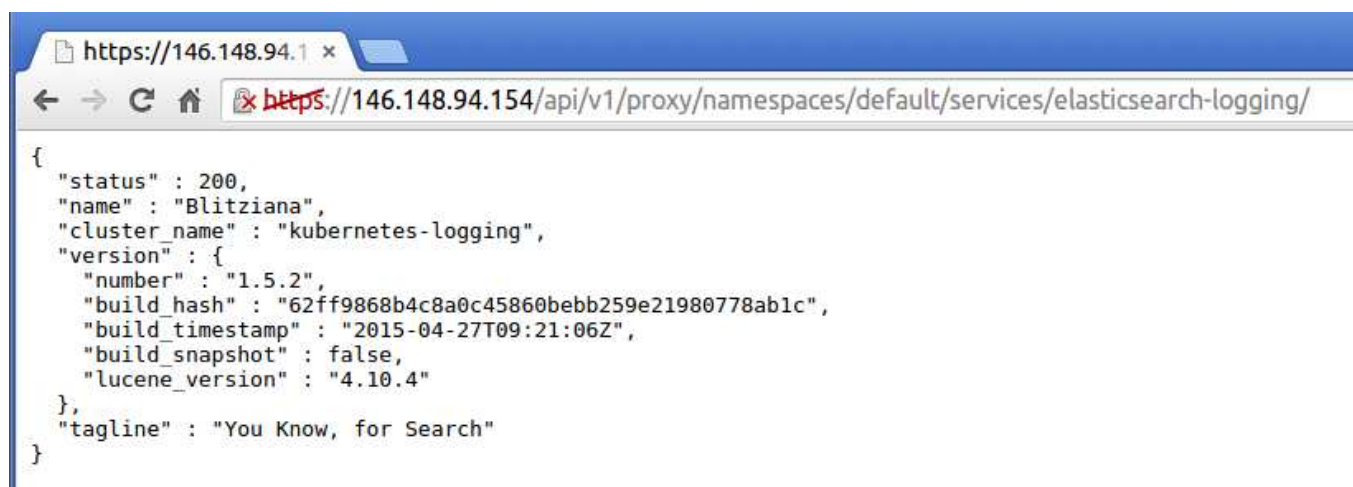 https://146.148.94.1
https://146.148.94.154/api/v1/proxy/namespaces/default/services/elasticsearch-logging/
{
"status" : 200,
"name" : "Blitziana",
"cluster_name" : "kubernetes-logging",
"version" : {
"number" : "1.5.2",
"build_hash" : "62ff9868b4c8a0c45860bebb259e21980778ab1c",
"build_timestamp" : "2015-04-27T09:21:06Z",
"build_snapshot" : false,
"lucene_version" : "4.10.4"
},
"tagline" : "You Know, for Search"
}